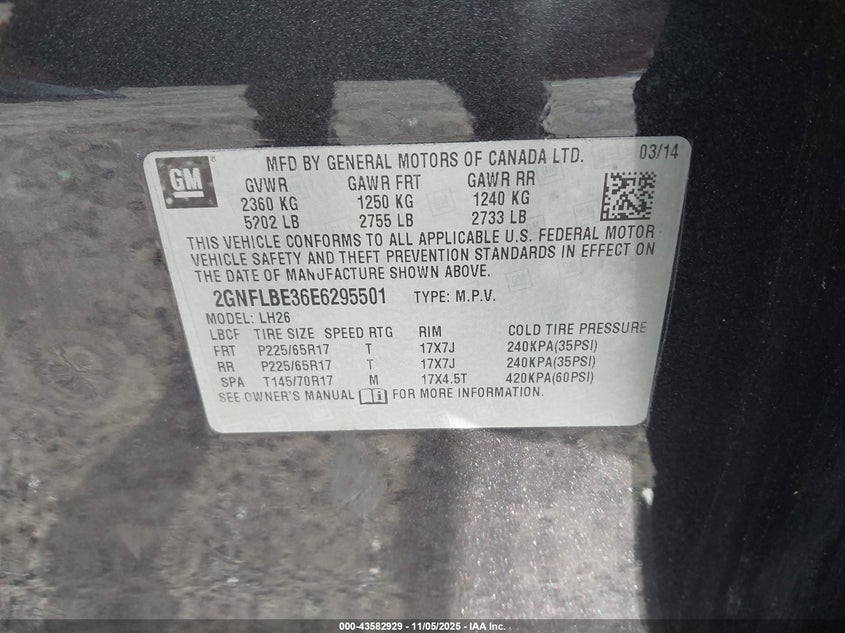 GM
MFD BY GENERAL MOTORS OF CANADA LTD. 03/14
GVWR GAWR FRT GAWR RR
2360 KG 1250 KG 1240 KG
5202 LB 2755 LB 2733 LB
THIS VEHICLE CONFORMS TO ALL APPLICABLE U.S. FEDERAL MOTOR
VEHICLE SAFETY AND THEFT PREVENTION STANDARDS IN EFFECT ON
THE DATE OF MANUFACTURE SHOWN ABOVE.
2GNFLBE36E6295501 TYPE: M.P.V.
MODEL: LH26
LBCF TIRE SIZE SPEED RTG RIM COLD TIRE PRESSURE
FRT P225/65R17 T 17X7J 240KPA(35PSI)
RR P225/65R17 T 17X7J 240KPA(35PSI)
SPA T145/70R17 M 17X4.5T 420KPA(60PSI)
SEE OWNER'S MANUAL FOR MORE INFORMATION.
000-43582929 - 11/05/2025 - IAA Inc.